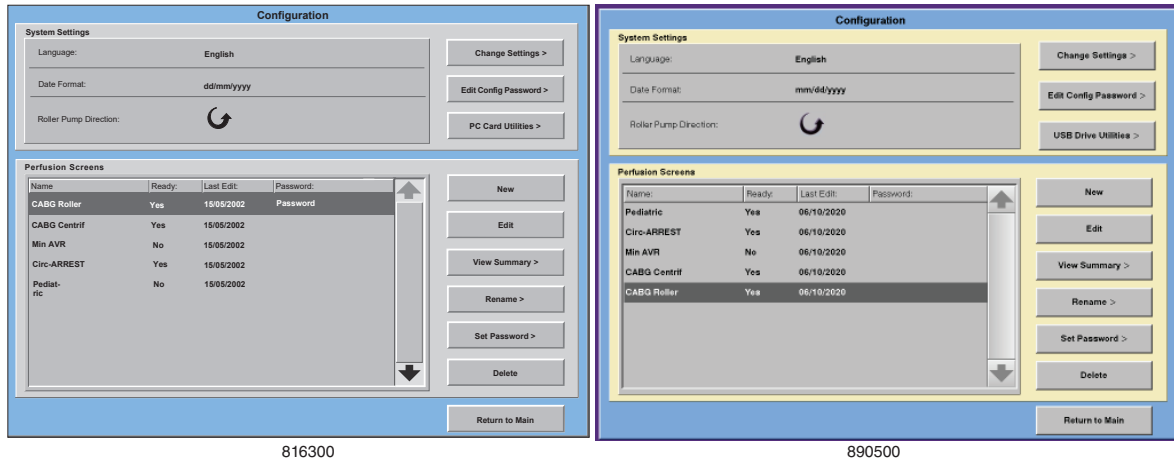 Configuration
System Settings
Language: English
Change Settings >
Date Format: dd/mm/yyyy
Edit Config Password >
Roller Pump Direction:
PC Card Utilities >
Perfusion Screens
Name Ready: Last Edit: Password:
CABG Roller Yes 15/05/2002 Password
CABG Centrif Yes 15/05/2002
Min AVR No 15/05/2002
Circ-ARREST Yes 15/05/2002
Pediat- No 15/05/2002
ric
New
Edit
View Summary >
Rename >
Set Password >
Delete
Return to Main
816300
Configuration
System Settings
Language: English
Change Settings >
Date Format: mm/dd/yyyy
Edit Config Password >
Roller Pump Direction:
USB Drive Utilities >
Perfusion Screens
Name: Ready: Last Edit: Password:
Pediatric Yes 06/10/2020
Circ-ARREST Yes 06/10/2020
Min AVR No 06/10/2020
CABG Centrif Yes 06/10/2020
CABG Roller Yes 06/10/2020
New
Edit
View Summary >
Rename >
Set Password >
Delete
Return to Main
890500